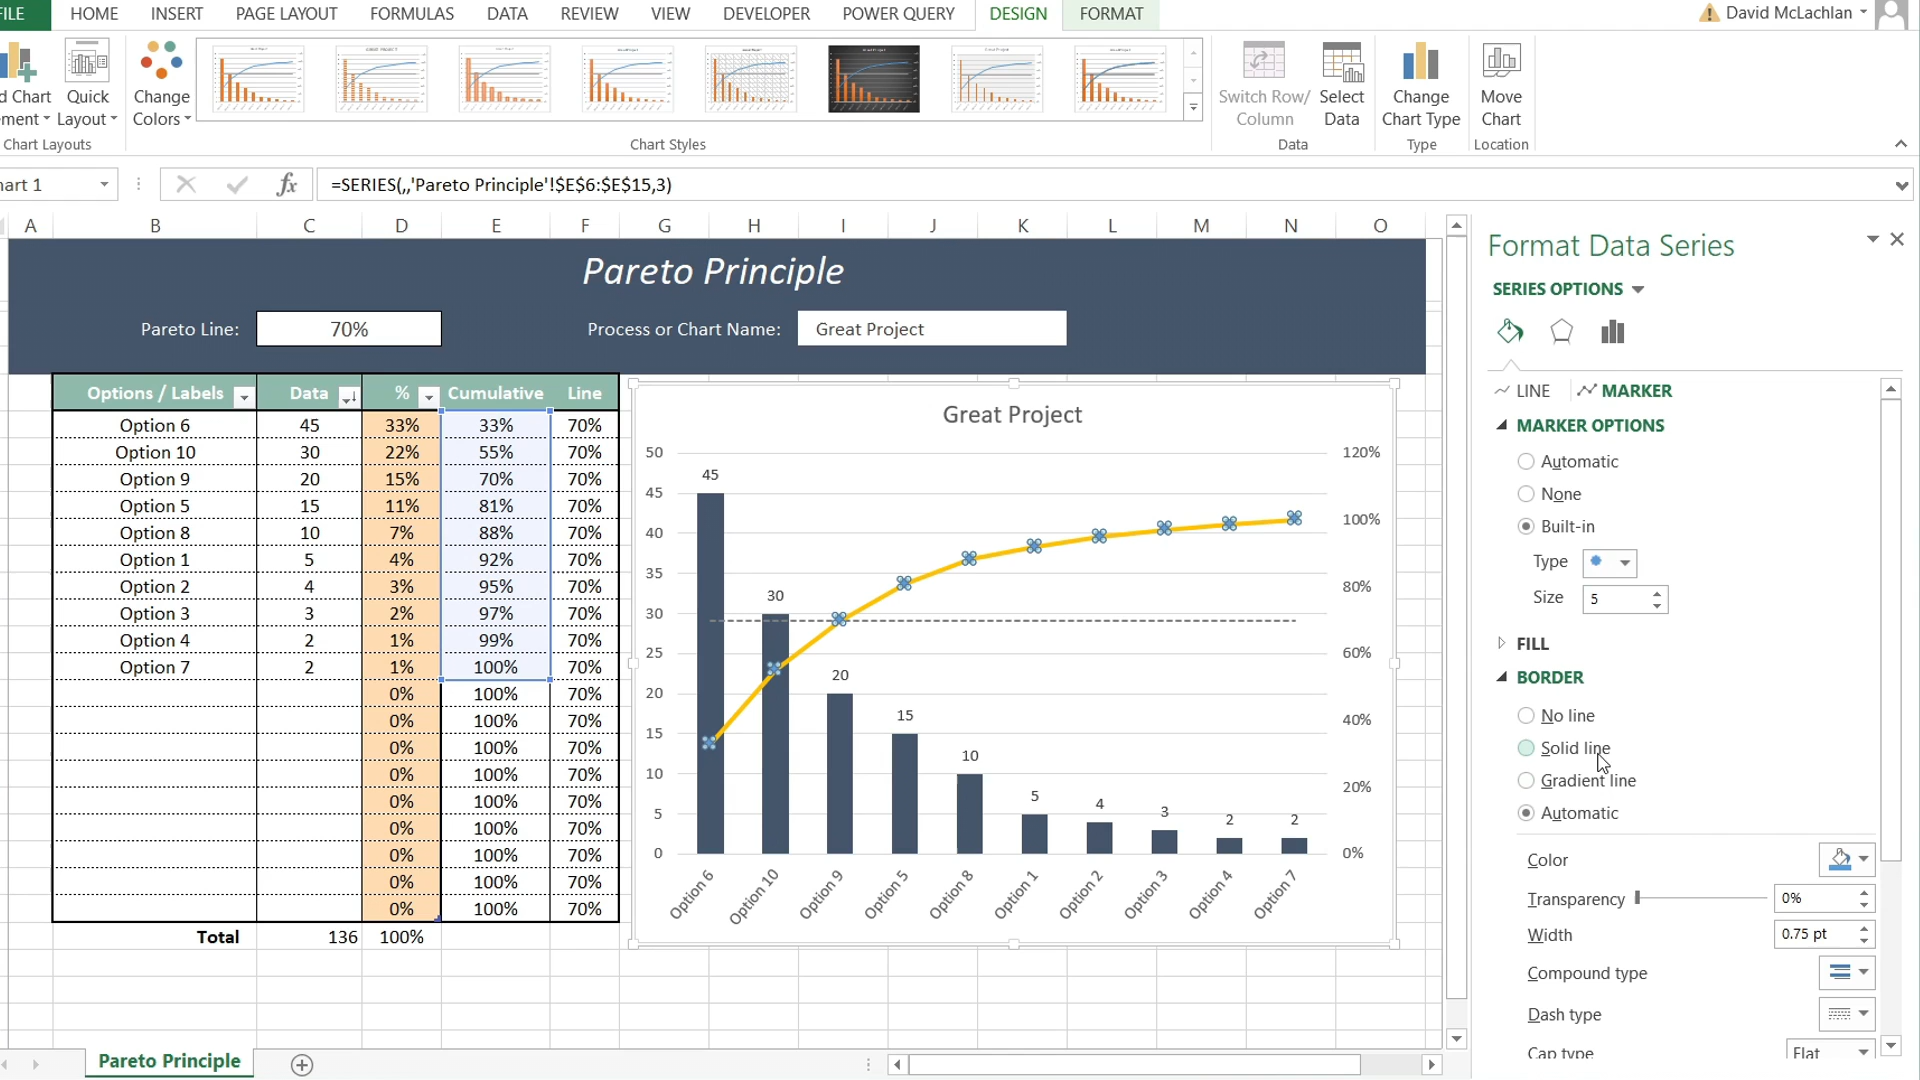 FILE HOME INSERT PAGE LAYOUT FORMULAS DATA REVIEW VIEW DEVELOPER POWER QUERY DESIGN FORMAT David McLachlan
d Chart Quick Change Switch Row/ Select Change Move
ment Layout Colors Column Data Chart Type Chart
Chart Layouts Chart Styles Data Type Location
hart 1 fx =SERIES(,,'Pareto Principle'!$E$6:$E$15,3)
A B C D E F G H I J K L M N O
Pareto Principle
Pareto Line: 70% Process or Chart Name: Great Project
Options / Labels Data % Cumulative Line
Option 6 45 33% 33% 70%
Option 10 30 22% 55% 70%
Option 9 20 15% 70% 70%
Option 5 15 11% 81% 70%
Option 8 10 7% 88% 70%
Option 1 5 4% 92% 70%
Option 2 4 3% 95% 70%
Option 3 3 2% 97% 70%
Option 4 2 1% 99% 70%
Option 7 2 1% 100% 70%
0% 100% 70%
0% 100% 70%
0% 100% 70%
0% 100% 70%
0% 100% 70%
0% 100% 70%
0% 100% 70%
0% 100% 70%
0% 100% 70%
Total 136 100%
Great Project
50 120%
45
45 100%
40
35 80%
30
30
25 60%
20
20 40%
15
15
10
10 20%
5
5 4 3 2 2
0 0%
Option 6 Option 10 Option 9 Option 5 Option 8 Option 1 Option 2 Option 3 Option 4 Option 7
Format Data Series
SERIES OPTIONS
LINE MARKER
MARKER OPTIONS
Automatic
None
Built-in
Type
Size 5
FILL
BORDER
No line
Solid line
Gradient line
Automatic
Color
Transparency 0%
Width 0.75 pt
Compound type
Dash type
Cap type Flat
Pareto Principle